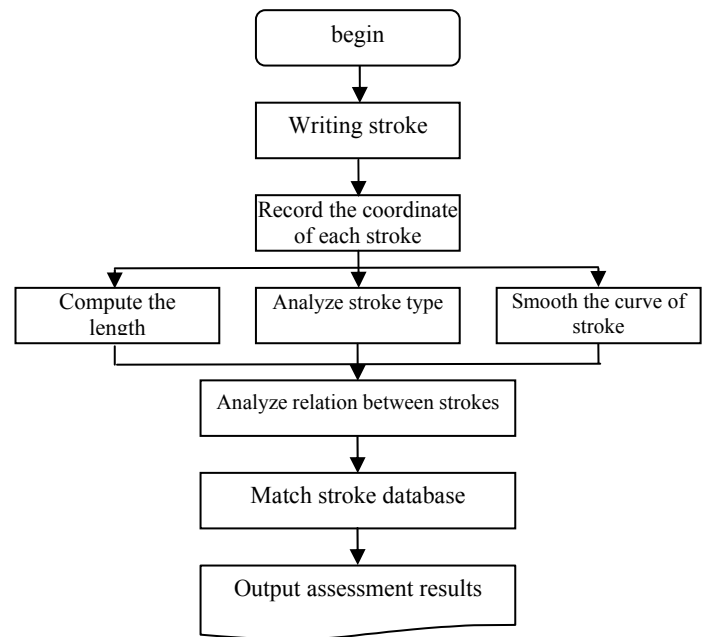 begin
Writing stroke
Record the coordinate
of each stroke
Compute the
length
Analyze stroke type
Smooth the curve of
stroke
Analyze relation between strokes
Match stroke database
Output assessment results